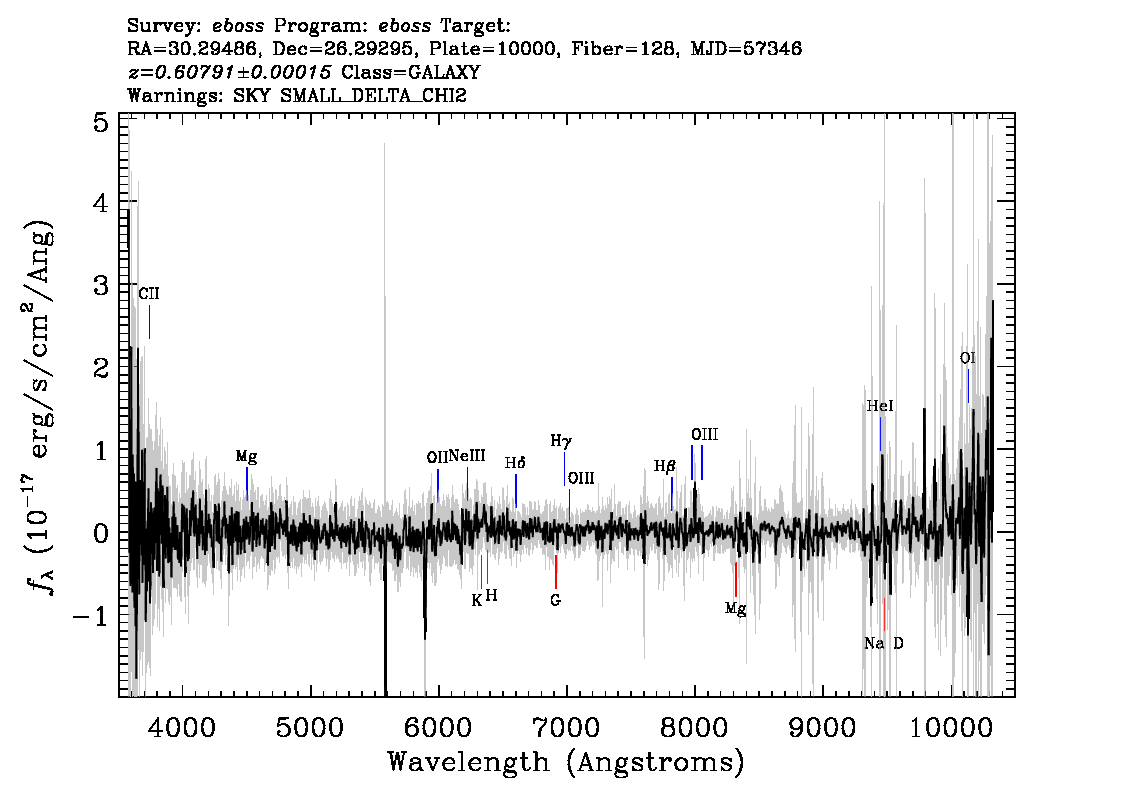 Survey: eboss Program: eboss Target:
RA=30.29486, Dec=26.29295, Plate=10000, Fiber=128, MJD=57346
z=0.60791±0.00015 Class=GALAXY
Warnings: SKY SMALL_DELTA_CHI2
5
4
3
2
1
0
−1
fλ (10⁻¹⁷ erg/s/cm²/Ang)
CII
Mg
OII
NeIII
Hδ
Hγ
OIII
Hβ
OIII
HeI
OI
K
H
G
Mg
Na D
4000 5000 6000 7000 8000 9000 10000
Wavelength (Angstroms)